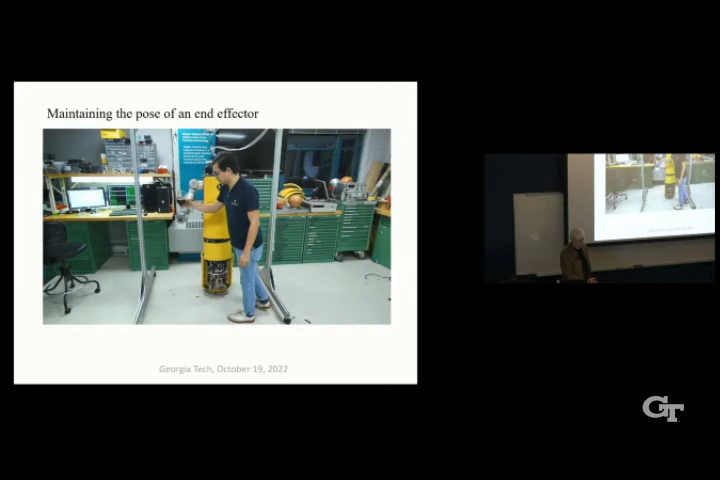 Maintaining the pose of an end effector
Georgia Tech, October 19, 2022
GT